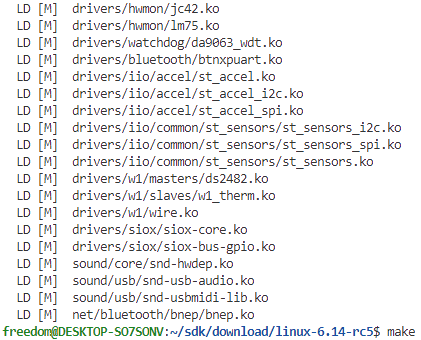 LD [M]  drivers/hwmon/jc42.ko
LD [M]  drivers/hwmon/lm75.ko
LD [M]  drivers/watchdog/da9063_wdt.ko
LD [M]  drivers/bluetooth/btnxpuart.ko
LD [M]  drivers/iio/accel/st_accel.ko
LD [M]  drivers/iio/accel/st_accel_i2c.ko
LD [M]  drivers/iio/accel/st_accel_spi.ko
LD [M]  drivers/iio/common/st_sensors/st_sensors_i2c.ko
LD [M]  drivers/iio/common/st_sensors/st_sensors_spi.ko
LD [M]  drivers/iio/common/st_sensors/st_sensors.ko
LD [M]  drivers/w1/masters/ds2482.ko
LD [M]  drivers/w1/slaves/w1_therm.ko
LD [M]  drivers/w1/wire.ko
LD [M]  drivers/siox/siox-core.ko
LD [M]  drivers/siox/siox-bus-gpio.ko
LD [M]  sound/core/snd-hwdep.ko
LD [M]  sound/usb/snd-usb-audio.ko
LD [M]  sound/usb/snd-usbmidi-lib.ko
LD [M]  net/bluetooth/bnep/bnep.ko
freedom@DESKTOP-SO7SONV:~/sdk/download/linux-6.14-rc5$ make